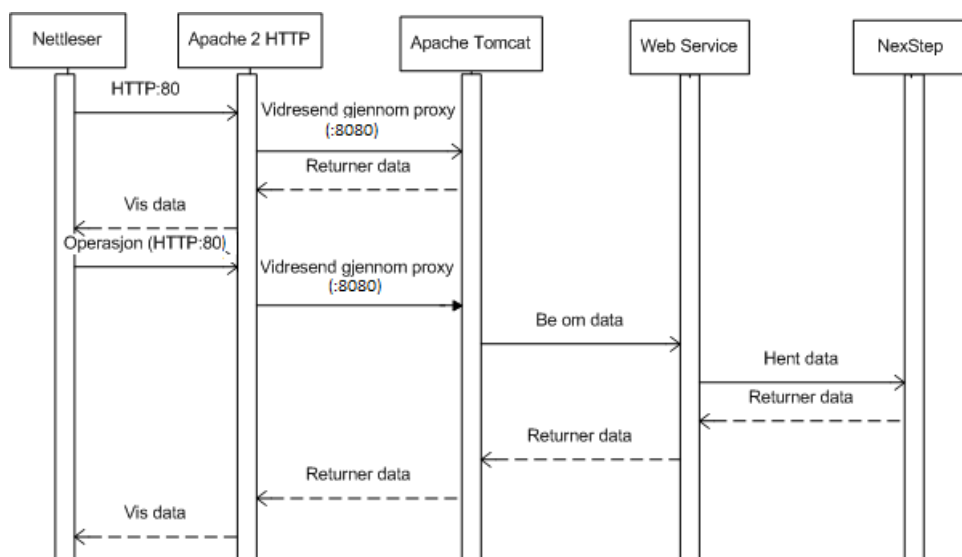 Nettleser
Apache 2 HTTP
Apache Tomcat
Web Service
NexStep
HTTP:80
Vidresend gjennom proxy
(:8080)
Returner data
Vis data
Operasjon (HTTP:80)
Vidresend gjennom proxy
(:8080)
Be om data
Hent data
Returner data
Returner data
Returner data
Vis data